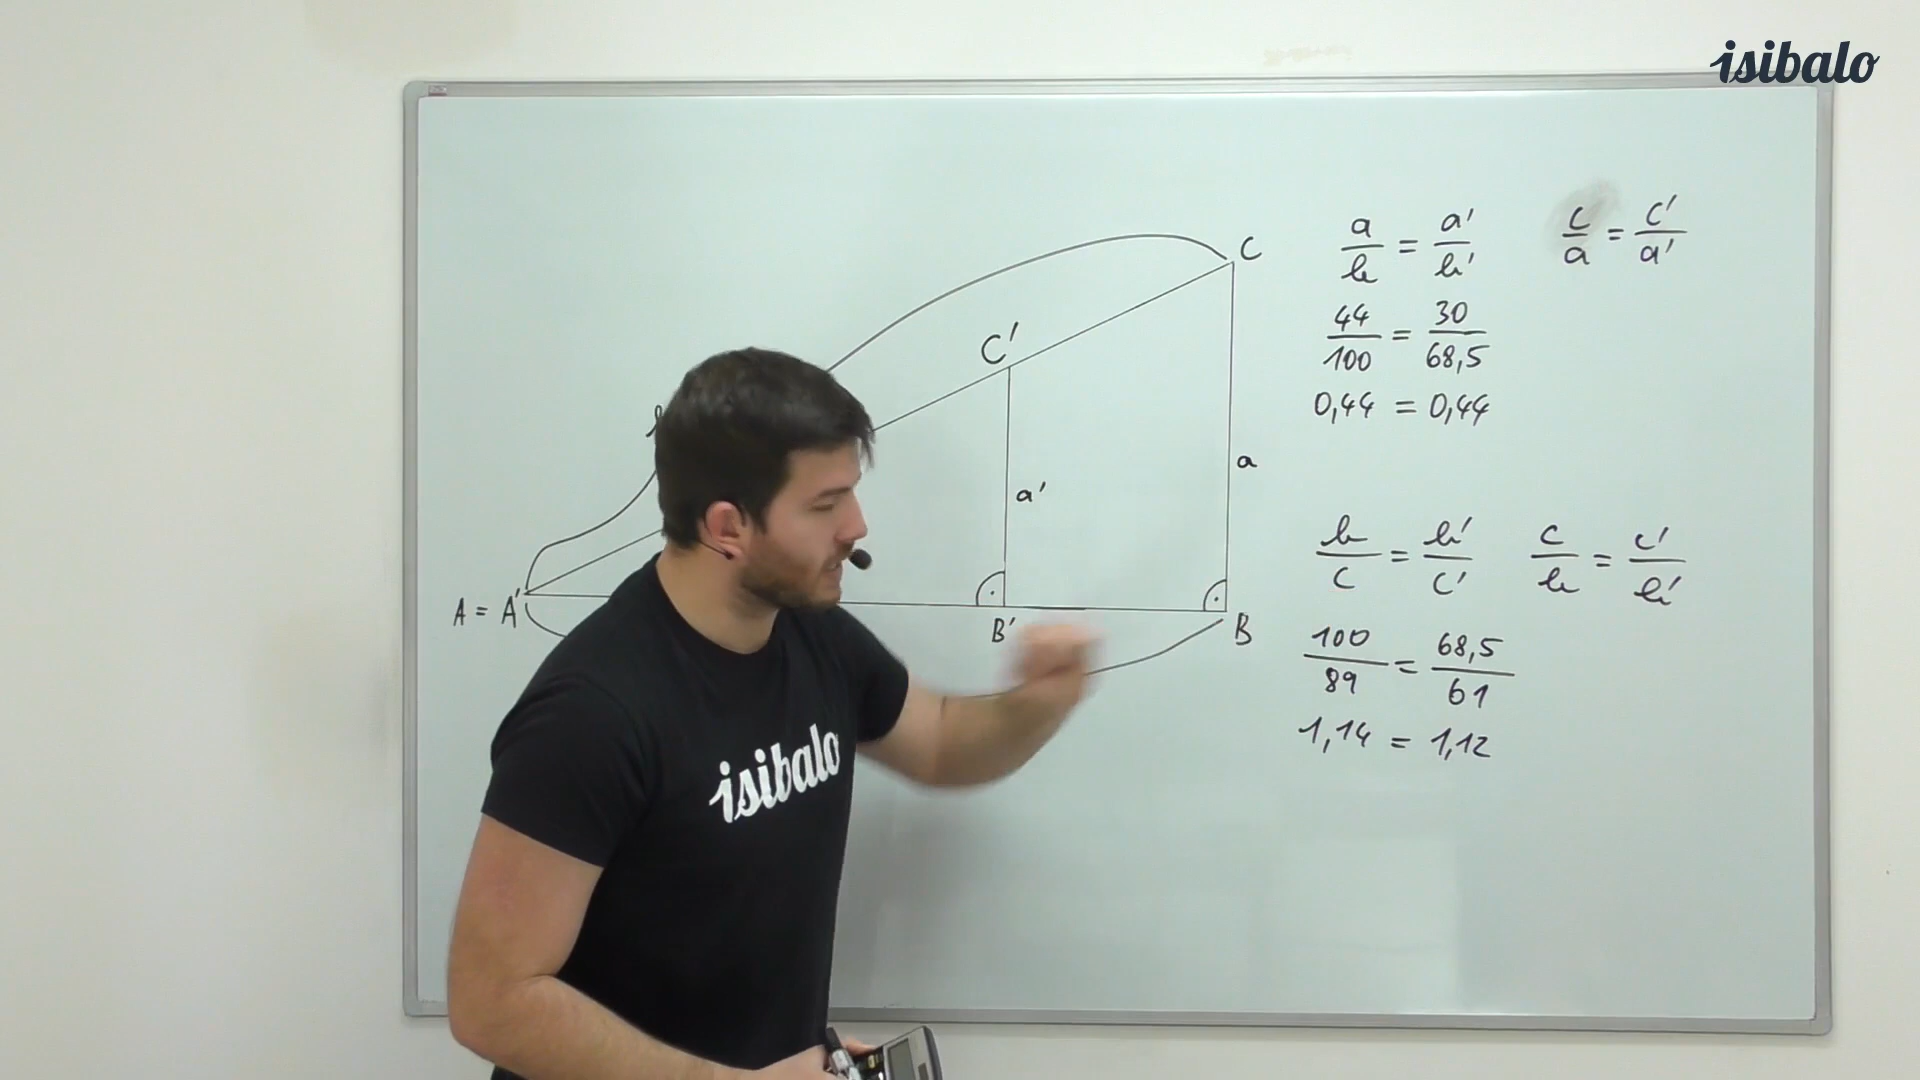 isibalo
C
C'
a'
a
A = A'
B'
B
a/b = a'/b'
c/a = c'/a'
44/100 = 30/68,5
0,44 = 0,44
b/c = b'/c'
c/b = c'/b'
100/89 = 68,5/61
1,14 = 1,12
isibalo